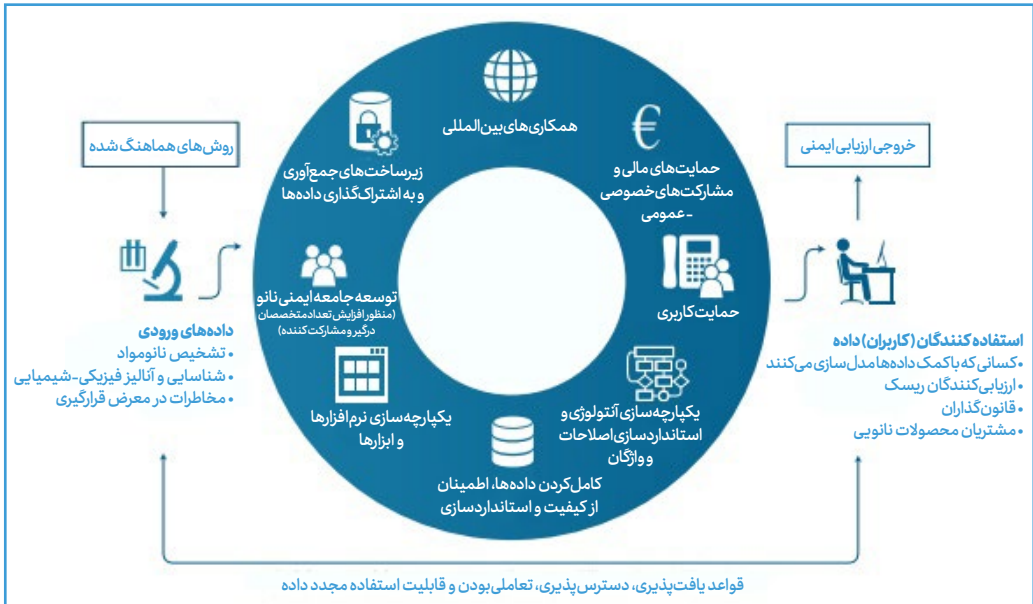 همکاری‌های بین‌المللی
حمایت‌های مالی و
مشارکت‌های خصوصی
- عمومی
حمایت کاربری
یکپارچه‌سازی آنتولوژی و
استانداردسازی اصلاحات
و واژگان
کامل‌کردن داده‌ها، اطمینان
از کیفیت و استانداردسازی
یکپارچه‌سازی نرم‌افزارها
و ابزارها
توسعه جامعه ایمنی نانو
(منظور افزایش تعداد متخصصان
درگیر و مشارکت کننده)
زیرساخت‌های جمع‌آوری
و به اشتراک‌گذاری داده‌ها
خروجی ارزیابی ایمنی
استفاده کنندگان (کاربران) داده
• کسانی که با کمک داده‌ها مدل‌سازی می‌کنند
• ارزیابی‌کنندگان ریسک
• قانون‌گذاران
• مشتریان محصولات نانویی
روش‌های هماهنگ شده
داده‌های ورودی
• تشخیص نانومواد
• شناسایی و آنالیز فیزیکی-شیمیایی
• مخاطرات در معرض قرارگیری
قواعد یافت‌پذیری، دسترس‌پذیری، تعاملی‌بودن و قابلیت استفاده مجدد داده